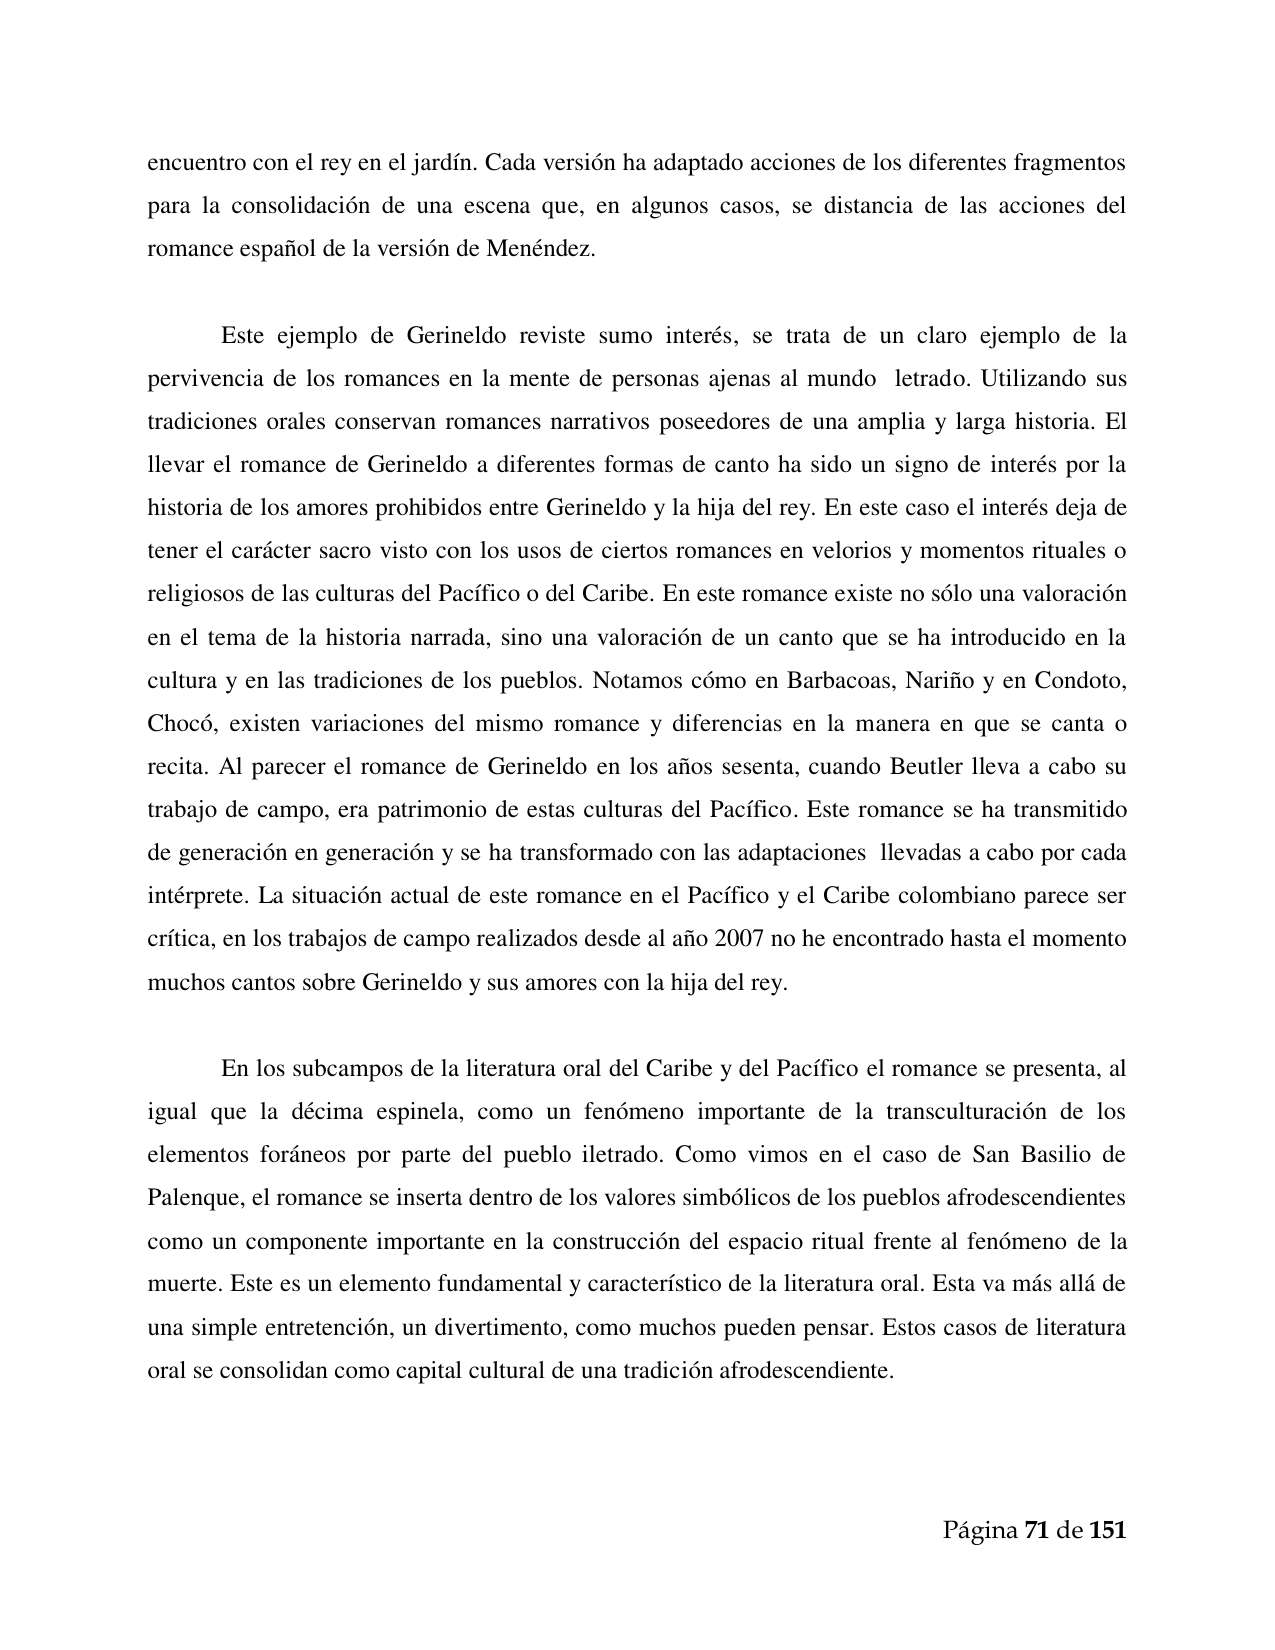 encuentro con el rey en el jardín. Cada versión ha adaptado acciones de los diferentes fragmentos
para la consolidación de una escena que, en algunos casos, se distancia de las acciones del
romance español de la versión de Menéndez.
Este ejemplo de Gerineldo reviste sumo interés, se trata de un claro ejemplo de la
pervivencia de los romances en la mente de personas ajenas al mundo  letrado. Utilizando sus
tradiciones orales conservan romances narrativos poseedores de una amplia y larga historia. El
llevar el romance de Gerineldo a diferentes formas de canto ha sido un signo de interés por la
historia de los amores prohibidos entre Gerineldo y la hija del rey. En este caso el interés deja de
tener el carácter sacro visto con los usos de ciertos romances en velorios y momentos rituales o
religiosos de las culturas del Pacífico o del Caribe. En este romance existe no sólo una valoración
en el tema de la historia narrada, sino una valoración de un canto que se ha introducido en la
cultura y en las tradiciones de los pueblos. Notamos cómo en Barbacoas, Nariño y en Condoto,
Chocó, existen variaciones del mismo romance y diferencias en la manera en que se canta o
recita. Al parecer el romance de Gerineldo en los años sesenta, cuando Beutler lleva a cabo su
trabajo de campo, era patrimonio de estas culturas del Pacífico. Este romance se ha transmitido
de generación en generación y se ha transformado con las adaptaciones  llevadas a cabo por cada
intérprete. La situación actual de este romance en el Pacífico y el Caribe colombiano parece ser
crítica, en los trabajos de campo realizados desde al año 2007 no he encontrado hasta el momento
muchos cantos sobre Gerineldo y sus amores con la hija del rey.
En los subcampos de la literatura oral del Caribe y del Pacífico el romance se presenta, al
igual que la décima espinela, como un fenómeno importante de la transculturación de los
elementos foráneos por parte del pueblo iletrado. Como vimos en el caso de San Basilio de
Palenque, el romance se inserta dentro de los valores simbólicos de los pueblos afrodescendientes
como un componente importante en la construcción del espacio ritual frente al fenómeno de la
muerte. Este es un elemento fundamental y característico de la literatura oral. Esta va más allá de
una simple entretención, un divertimento, como muchos pueden pensar. Estos casos de literatura
oral se consolidan como capital cultural de una tradición afrodescendiente.
Página 71 de 151